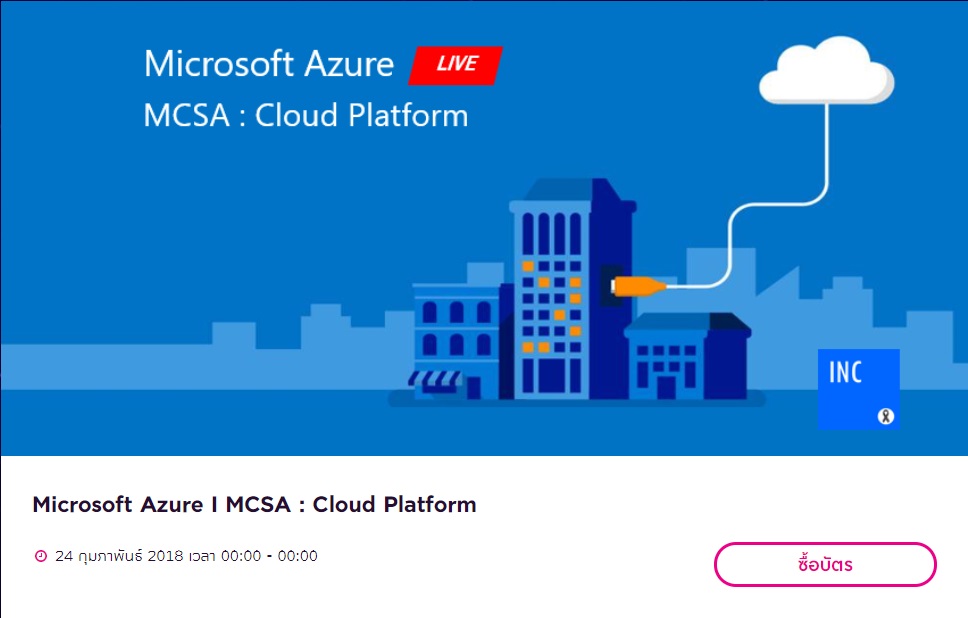 Microsoft Azure LIVE
MCSA : Cloud Platform
INC
Microsoft Azure I MCSA : Cloud Platform
24 กุมภาพันธ์ 2018 เวลา 00:00 - 00:00
ซื้อบัตร